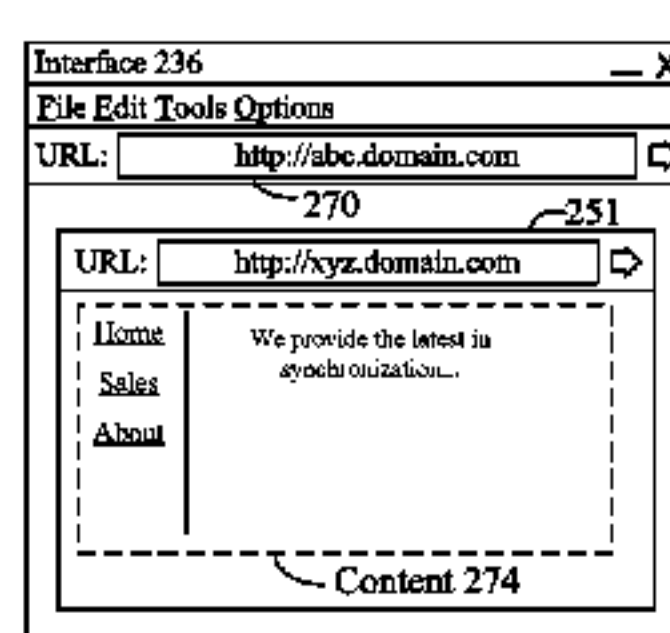 Interface 236
File Edit Tools Options
URL: http://abc.domain.com
270
251
URL: http://xyz.domain.com
Home
We provide the latest in
synchronization...
Sales
About
Content 274